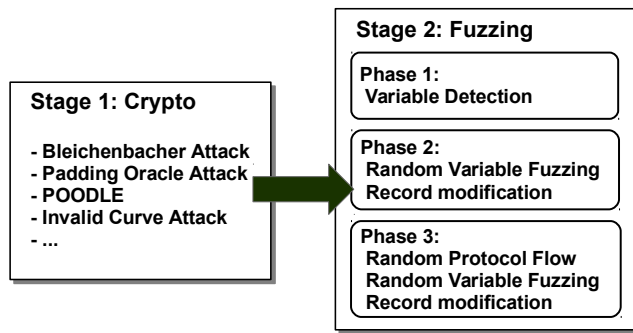 Stage 1: Crypto
- Bleichenbacher Attack
- Padding Oracle Attack
- POODLE
- Invalid Curve Attack
- ...
Stage 2: Fuzzing
Phase 1:
Variable Detection
Phase 2:
Random Variable Fuzzing
Record modification
Phase 3:
Random Protocol Flow
Random Variable Fuzzing
Record modification